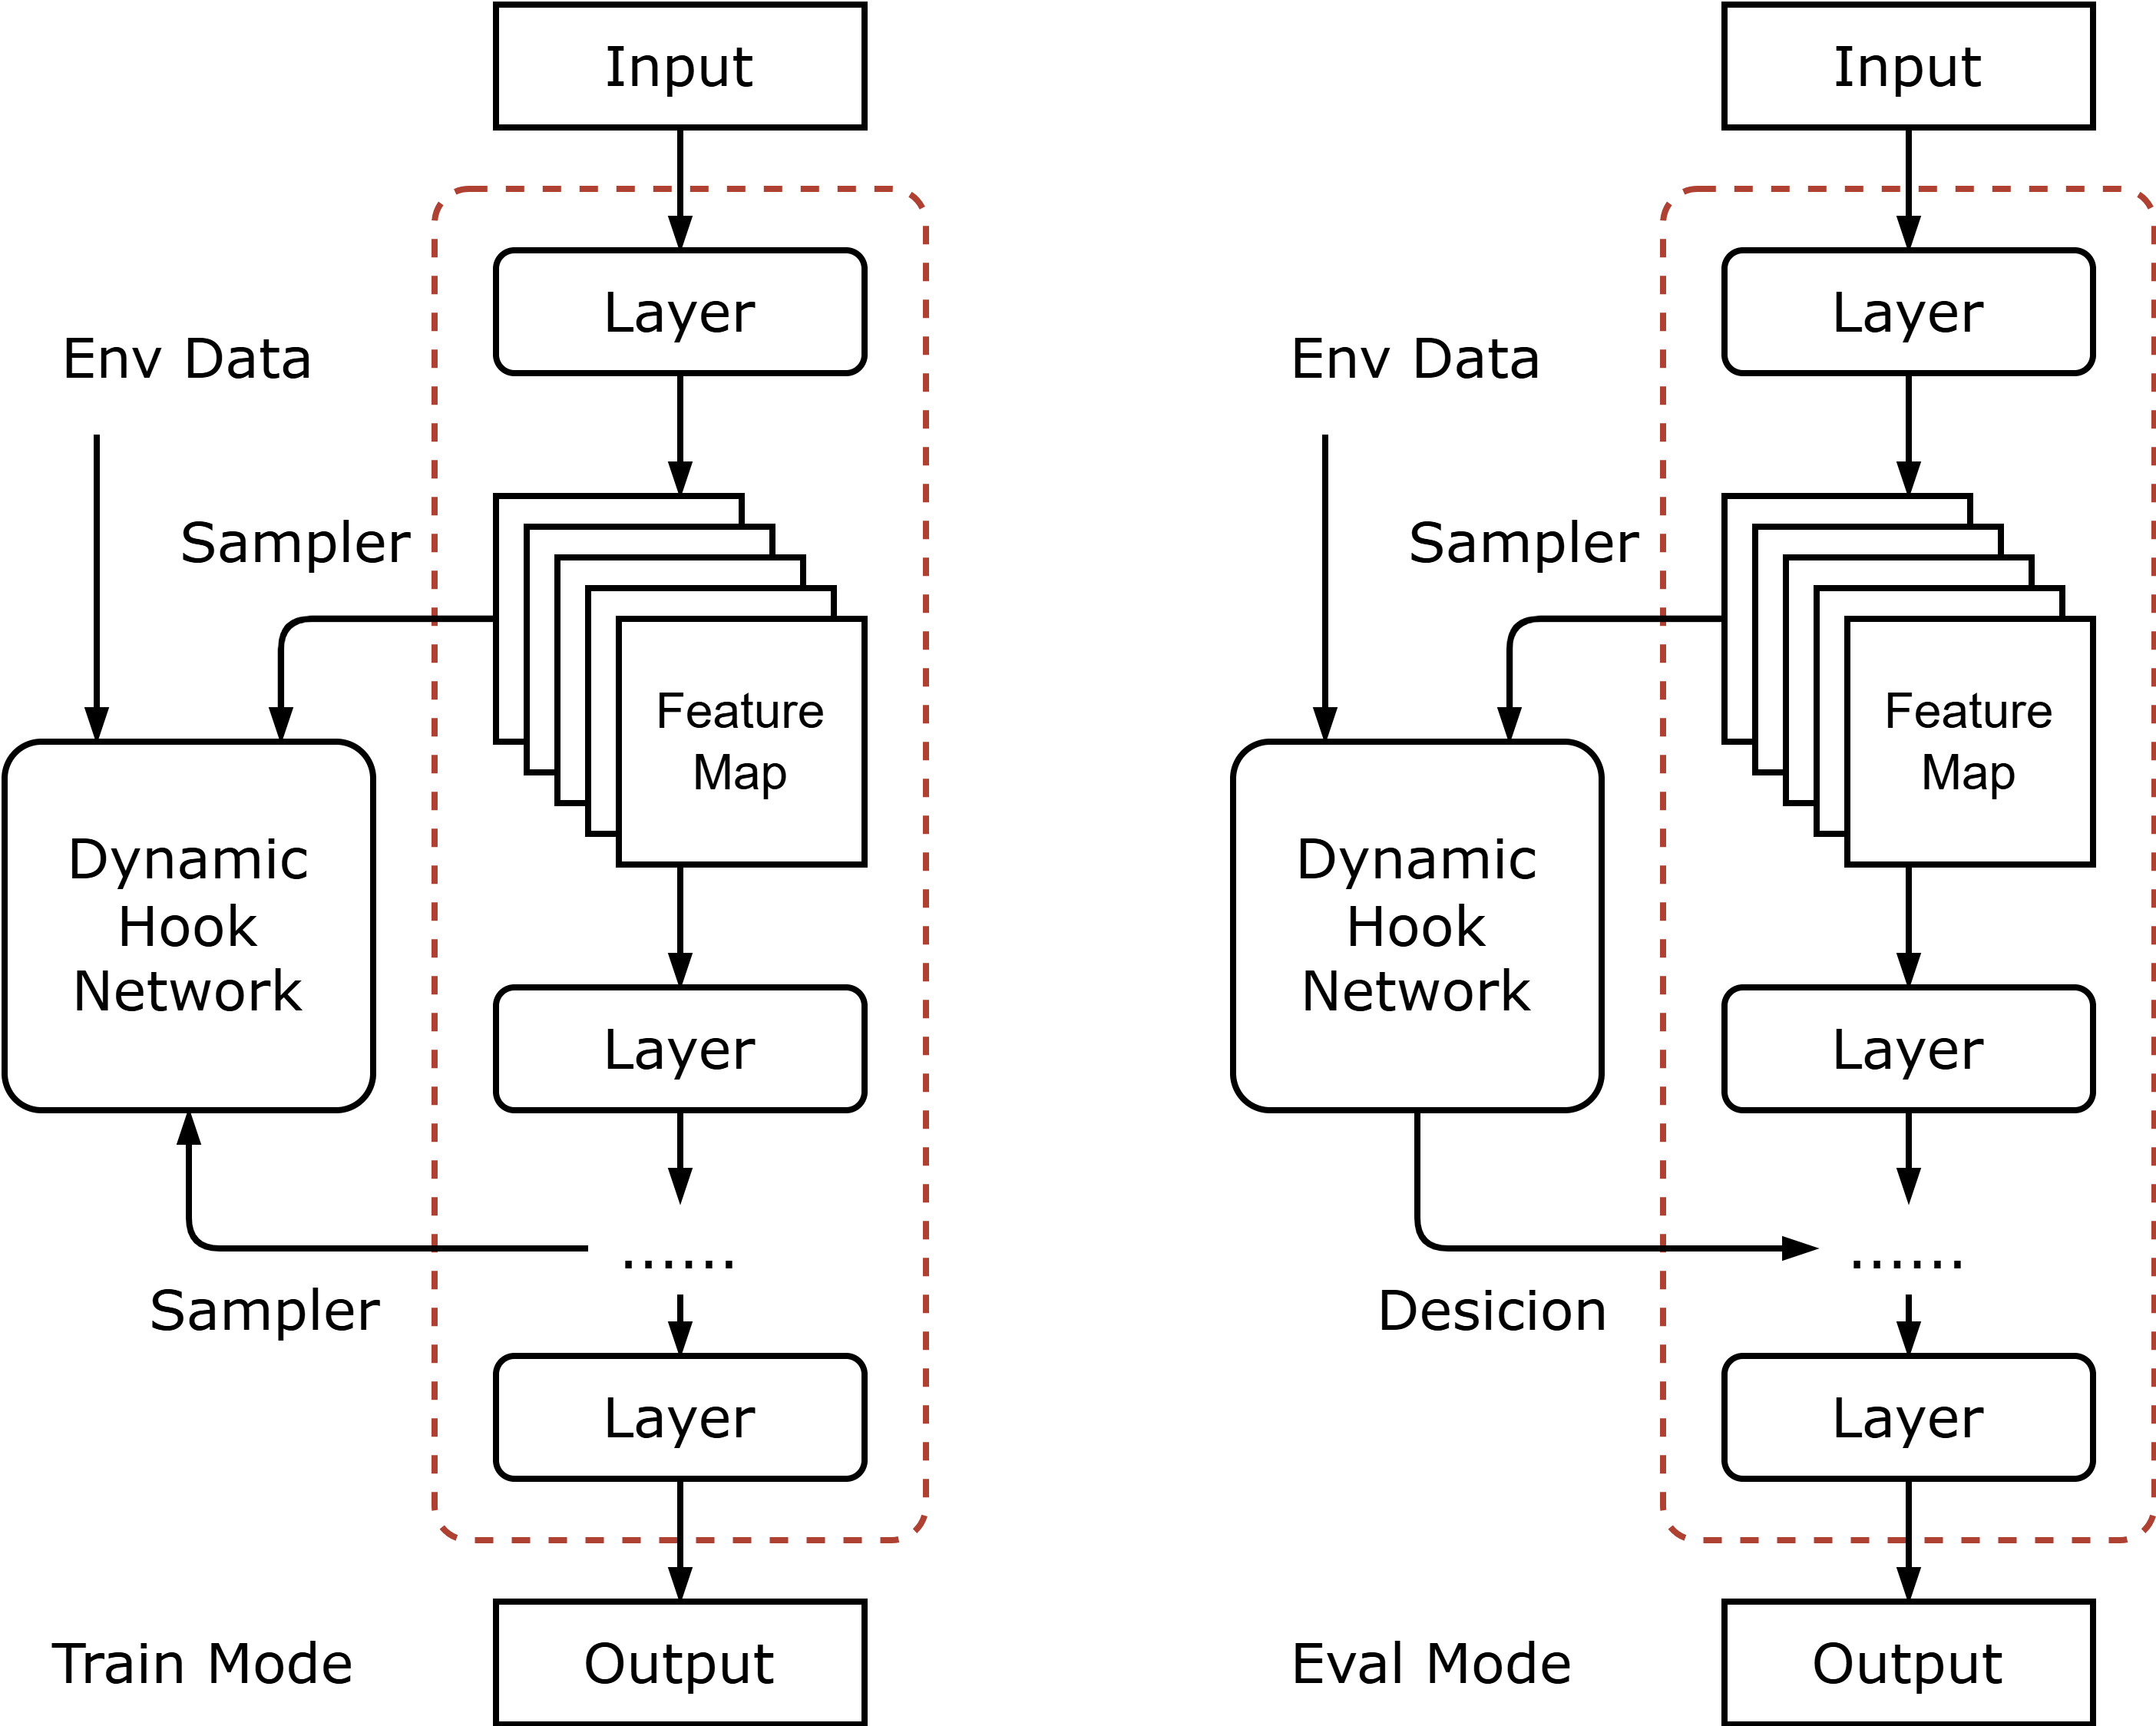 Input
Layer
Env Data
Sampler
Feature
Map
Dynamic
Hook
Network
Layer
......
Sampler
Layer
Train Mode
Output
Input
Layer
Env Data
Sampler
Feature
Map
Dynamic
Hook
Network
Layer
......
Desicion
Layer
Eval Mode
Output